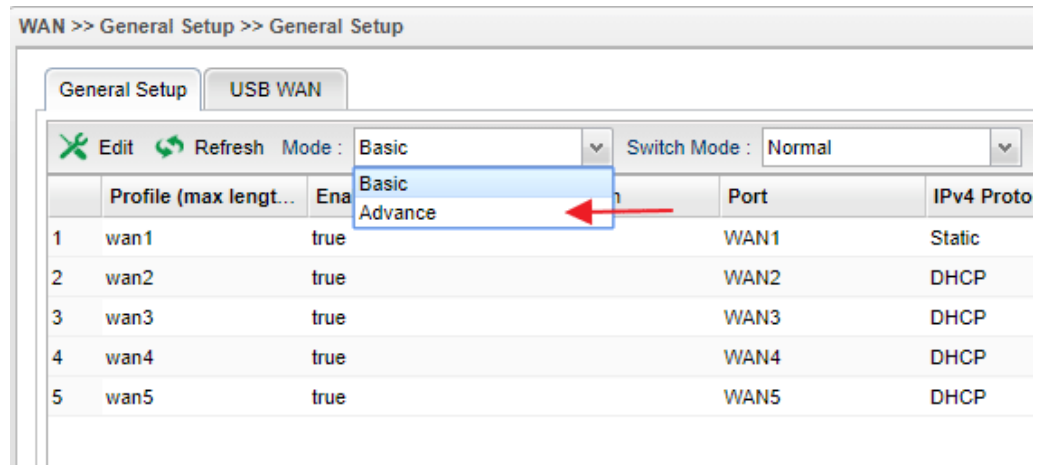 WAN >> General Setup >> General Setup
General Setup USB WAN
Edit Refresh Mode : Basic Switch Mode : Normal
Basic
Advance
Profile (max lengt... Ena Port IPv4 Proto
1 wan1 true WAN1 Static
2 wan2 true WAN2 DHCP
3 wan3 true WAN3 DHCP
4 wan4 true WAN4 DHCP
5 wan5 true WAN5 DHCP